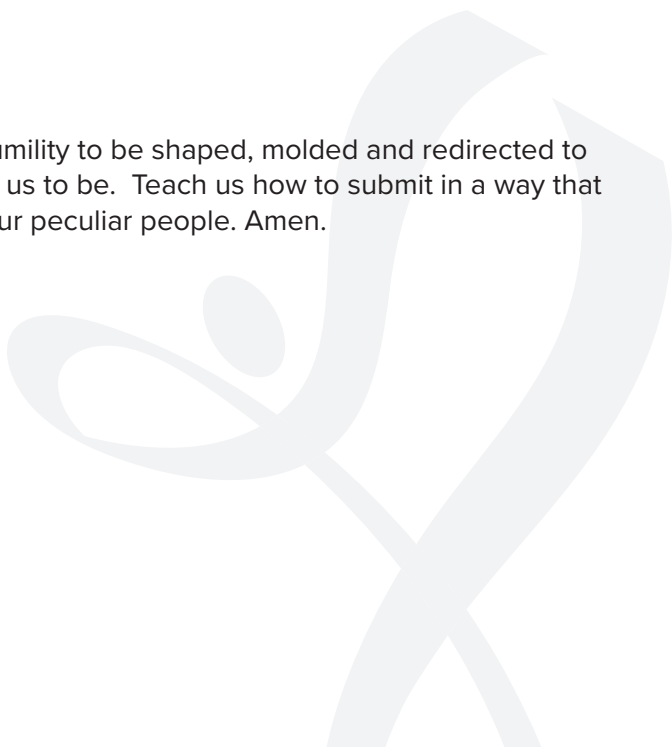 umility to be shaped, molded and redirected to
us to be.  Teach us how to submit in a way that
ur peculiar people. Amen.